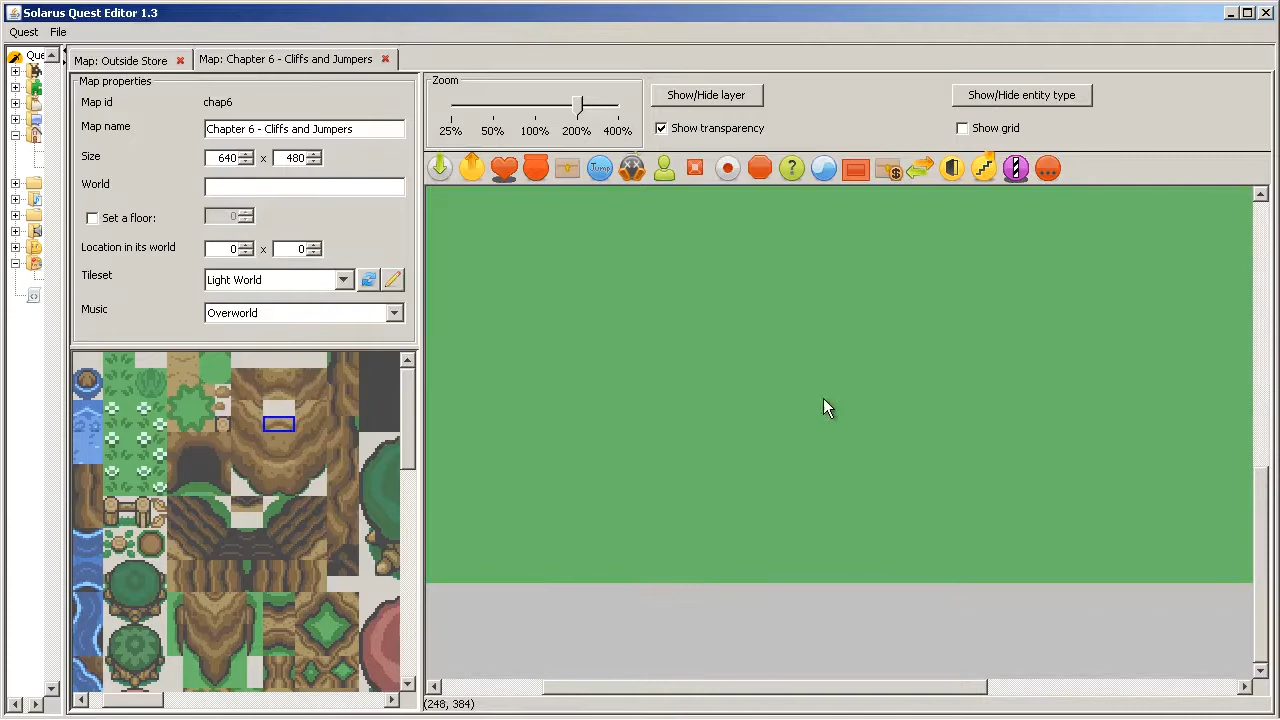 Solarus Quest Editor 1.3
Quest File
Que
Map: Outside Store
Map: Chapter 6 - Cliffs and Jumpers
Map properties
Map id chap6
Map name Chapter 6 - Cliffs and Jumpers
Size 640 x 480
World
Set a floor: 0
Location in its world 0 x 0
Tileset Light World
Music Overworld
Zoom
25% 50% 100% 200% 400%
Show/Hide layer
Show transparency
Show/Hide entity type
Show grid
Jump
?
$
(248, 384)